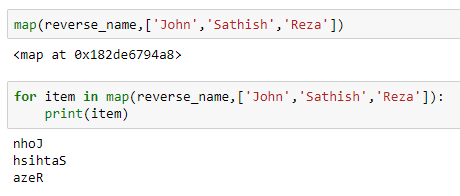 map(reverse_name,['John','Sathish','Reza'])
<map at 0x182de6794a8>
for item in map(reverse_name,['John','Sathish','Reza']):
    print(item)
nhoJ
hsihtaS
azeR